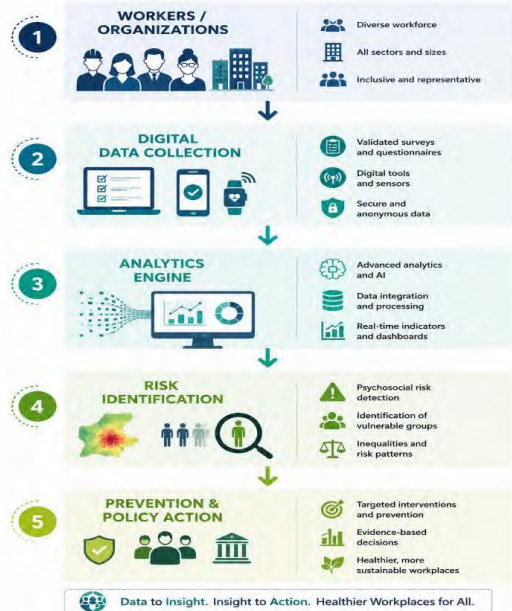 1
WORKERS /
ORGANIZATIONS
Diverse workforce
All sectors and sizes
Inclusive and representative
2
DIGITAL
DATA COLLECTION
Validated surveys
and questionnaires
Digital tools
and sensors
Secure and
anonymous data
3
ANALYTICS
ENGINE
Advanced analytics
and AI
Data integration
and processing
Real-time indicators
and dashboards
4
RISK
IDENTIFICATION
Psychosocial risk
detection
Identification of
vulnerable groups
Inequalities and
risk patterns
5
PREVENTION &
POLICY ACTION
Targeted interventions
and prevention
Evidence-based
decisions
Healthier, more
sustainable workplaces
Data to Insight. Insight to Action. Healthier Workplaces for All.